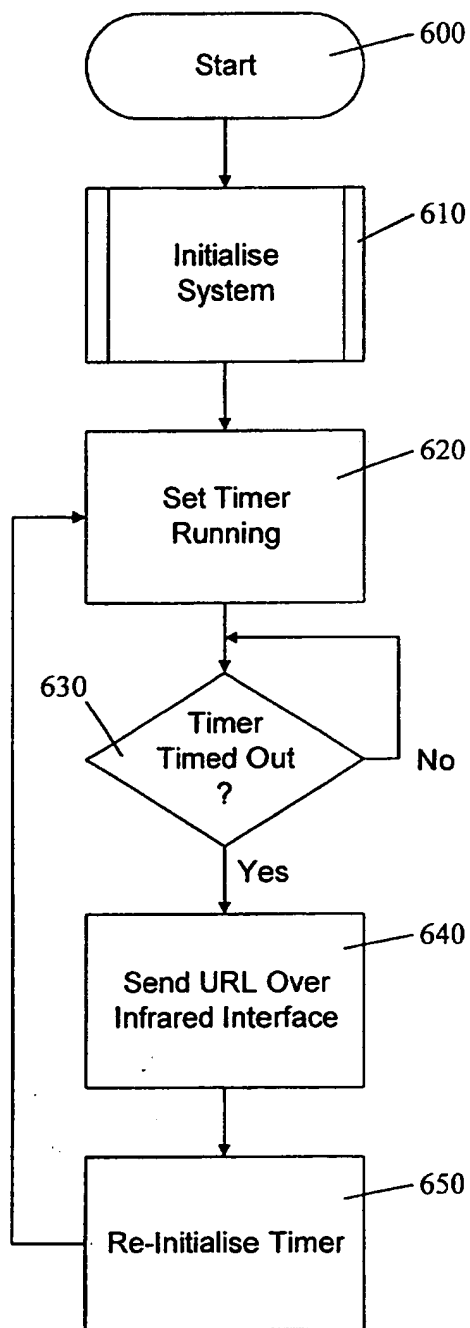 Start
600
Initialise
System
610
Set Timer
Running
620
630
Timer
Timed Out
?
No
Yes
Send URL Over
Infrared Interface
640
Re-Initialise Timer
650